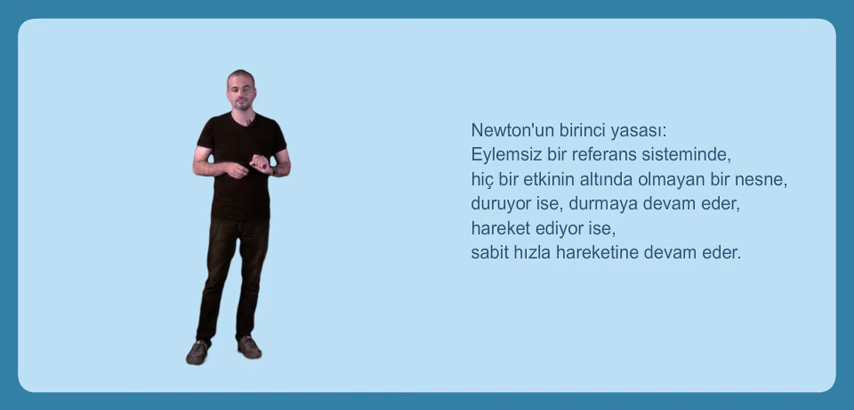 Newton'un birinci yasası:
Eylemsiz bir referans sisteminde,
hiç bir etkinin altında olmayan bir nesne,
duruyor ise, durmaya devam eder,
hareket ediyor ise,
sabit hızla hareketine devam eder.